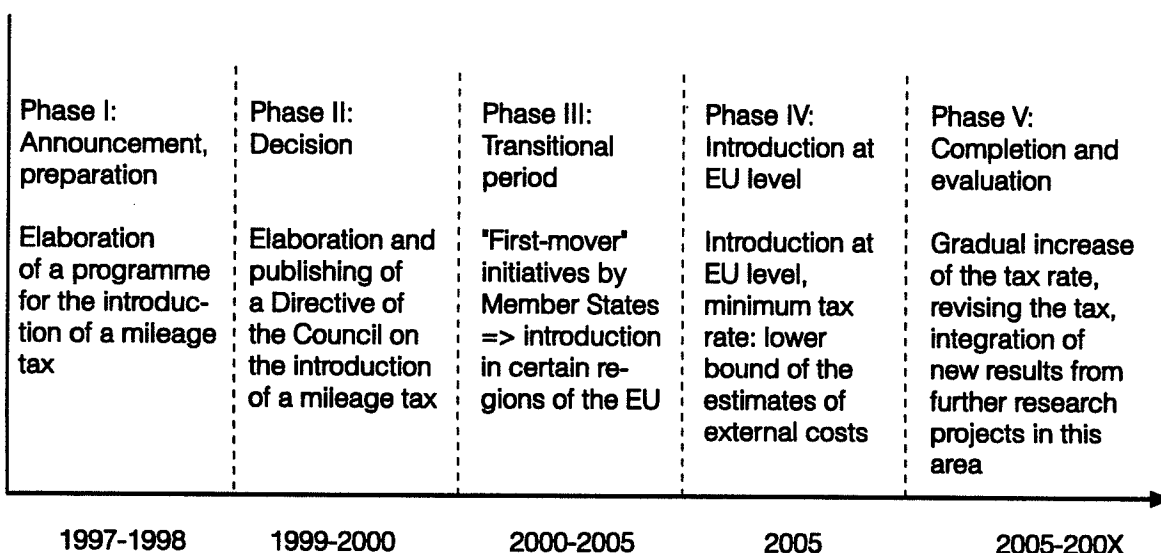 Phase I:
Announcement,
preparation
Elaboration
of a programme
for the introduc-
tion of a mileage
tax
1997-1998
Phase II:
Decision
Elaboration and
publishing of
a Directive of
the Council on
the introduction
of a mileage tax
1999-2000
Phase III:
Transitional
period
"First-mover"
initiatives by
Member States
=> introduction
in certain re-
gions of the EU
2000-2005
Phase IV:
Introduction at
EU level
Introduction at
EU level,
minimum tax
rate: lower
bound of the
estimates of
external costs
2005
Phase V:
Completion and
evaluation
Gradual increase
of the tax rate,
revising the tax,
integration of
new results from
further research
projects in this
area
2005-200X